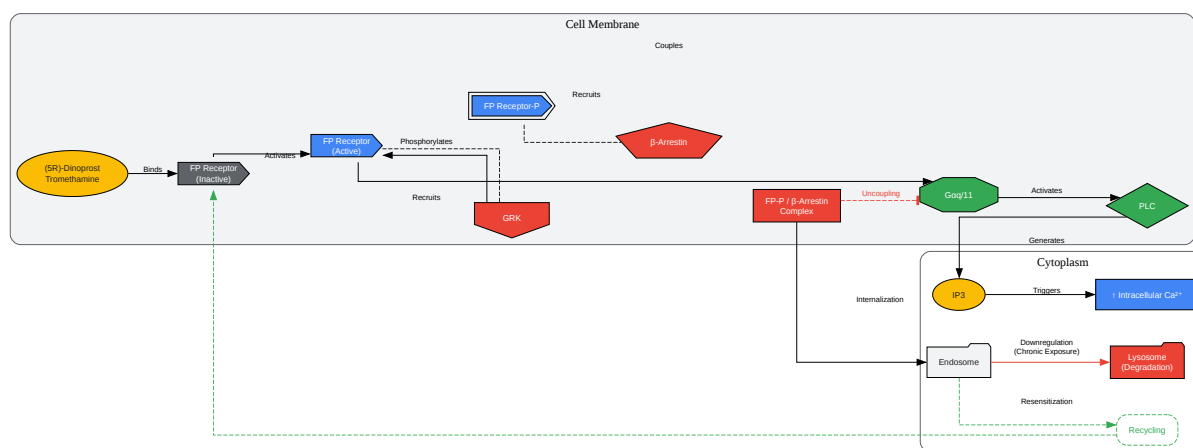 Cell Membrane
Couples
FP Receptor-P
Recruits
β-Arrestin
FP Receptor
(Active)
Phosphorylates
Activates
(5R)-Dinoprost
Tromethamine
Binds
FP Receptor
(Inactive)
Recruits
GRK
FP-P / β-Arrestin
Complex
Uncoupling
Gαq/11
Activates
PLC
Generates
Cytoplasm
IP3
Triggers
↑ Intracellular Ca²⁺
Internalization
Endosome
Downregulation
(Chronic Exposure)
Lysosome
(Degradation)
Resensitization
Recycling